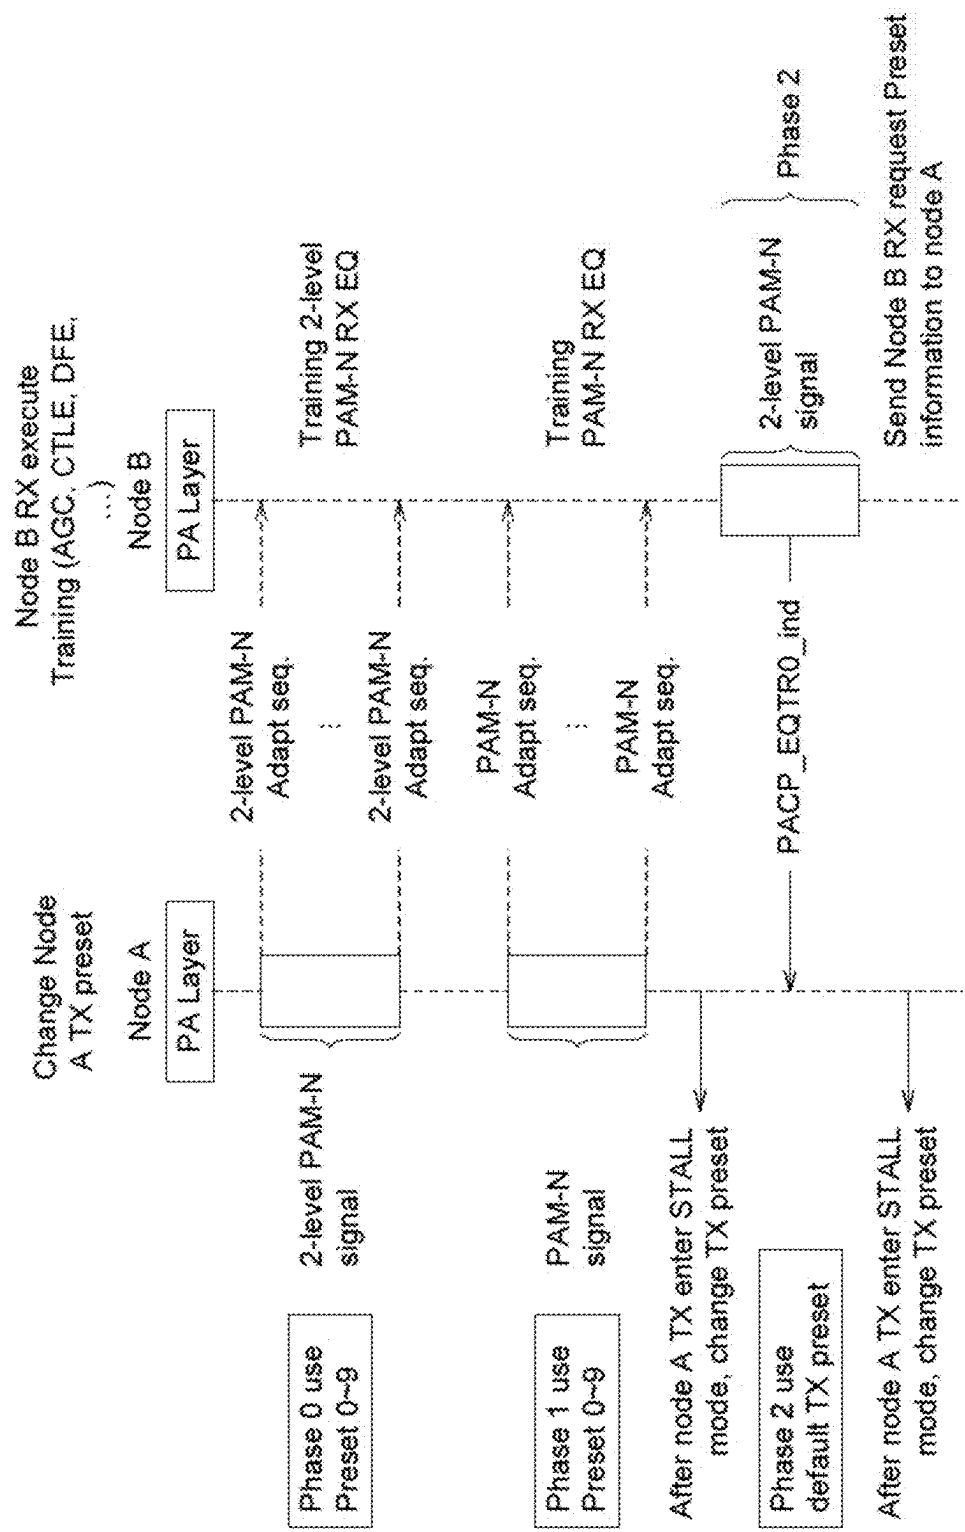 Change Node
A TX preset
Node B RX execute
Training (AGC, CTLE, DFE,
...)
Node A
Node B
PA Layer
PA Layer
Phase 0 use
Preset 0~9
2-level PAM-N
signal
2-level PAM-N
Adapt seq.
...
2-level PAM-N
Adapt seq.
Training 2-level
PAM-N RX EQ
Phase 1 use
Preset 0~9
PAM-N
signal
PAM-N
Adapt seq.
...
PAM-N
Adapt seq.
Training
PAM-N RX EQ
After node A TX enter STALL
mode, change TX preset
Phase 2 use
default TX preset
PACP_EQTR0_ind
2-level PAM-N
signal
Phase 2
After node A TX enter STALL
mode, change TX preset
Send Node B RX request Preset
information to node A